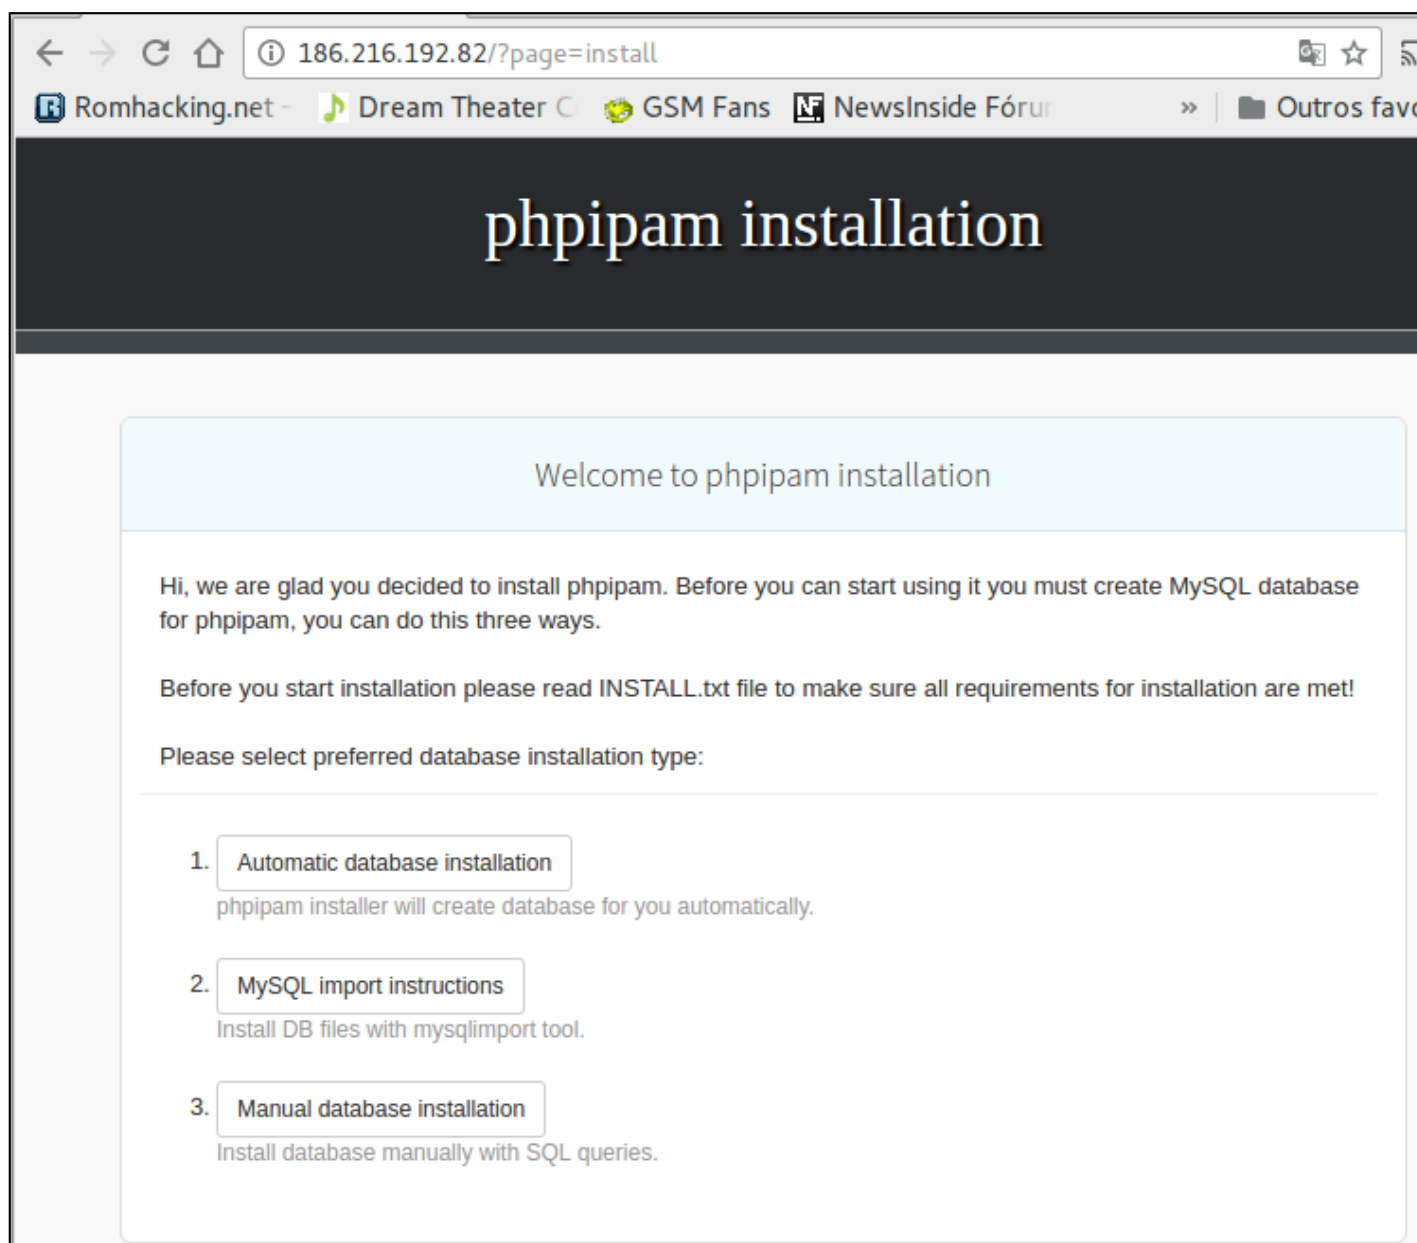 186.216.192.82/?page=install
Romhacking.net - Dream Theater GSM Fans NewsInside Fórum » Outros favo
phpipam installation
Welcome to phpipam installation
Hi, we are glad you decided to install phpipam. Before you can start using it you must create MySQL database
for phpipam, you can do this three ways.
Before you start installation please read INSTALL.txt file to make sure all requirements for installation are met!
Please select preferred database installation type:
1. Automatic database installation
phpipam installer will create database for you automatically.
2. MySQL import instructions
Install DB files with mysqlimport tool.
3. Manual database installation
Install database manually with SQL queries.